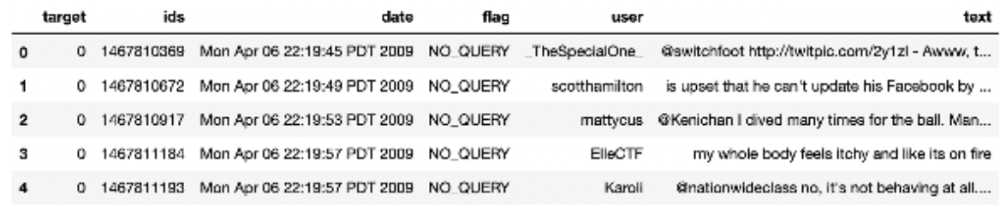 target ids date flag user text
0 0 1467810369 Mon Apr 06 22:19:45 PDT 2009 NO_QUERY _TheSpecialOne_ @switchfoot http://twitpic.com/2y1zl - Awww, t...
1 0 1467810672 Mon Apr 06 22:19:49 PDT 2009 NO_QUERY scotthamilton is upset that he can't update his Facebook by ...
2 0 1467810917 Mon Apr 06 22:19:53 PDT 2009 NO_QUERY mattycus @Kenichan I dived many times for the ball. Man...
3 0 1467811184 Mon Apr 06 22:19:57 PDT 2009 NO_QUERY ElleCTF my whole body feels itchy and like its on fire
4 0 1467811193 Mon Apr 06 22:19:57 PDT 2009 NO_QUERY Karoli @nationwideclass no, it's not behaving at all....